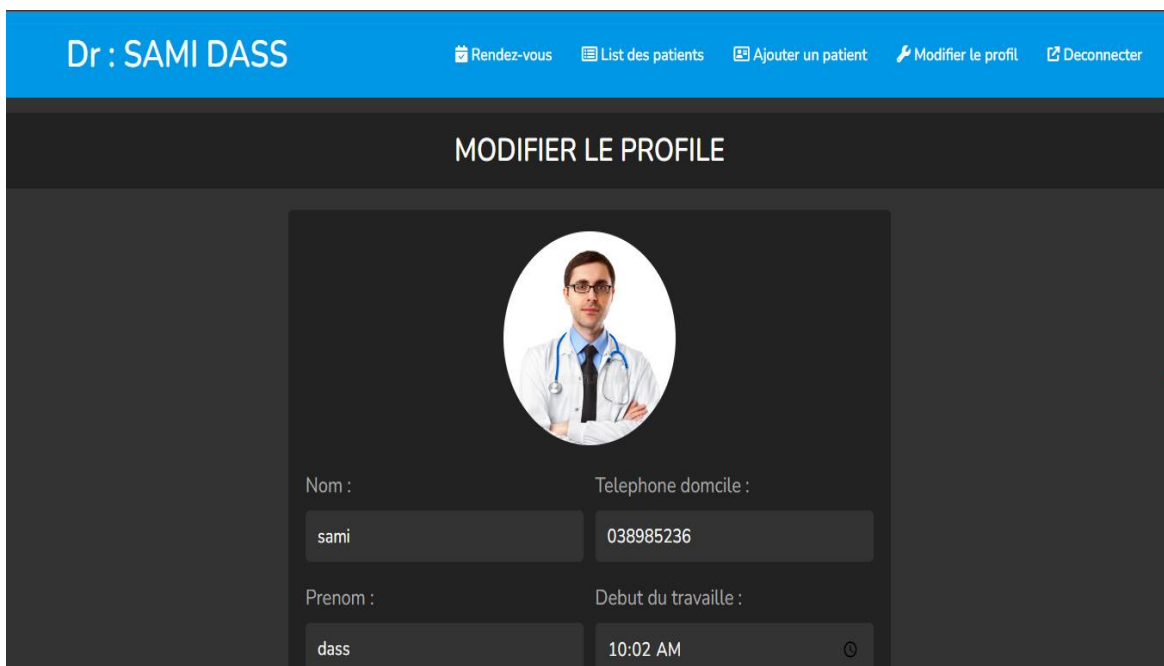 Dr : SAMI DASS
Rendez-vous List des patients Ajouter un patient Modifier le profil Deconnecter
MODIFIER LE PROFILE
Nom : Telephone domcile :
sami 038985236
Prenom : Debut du travaille :
dass 10:02 AM